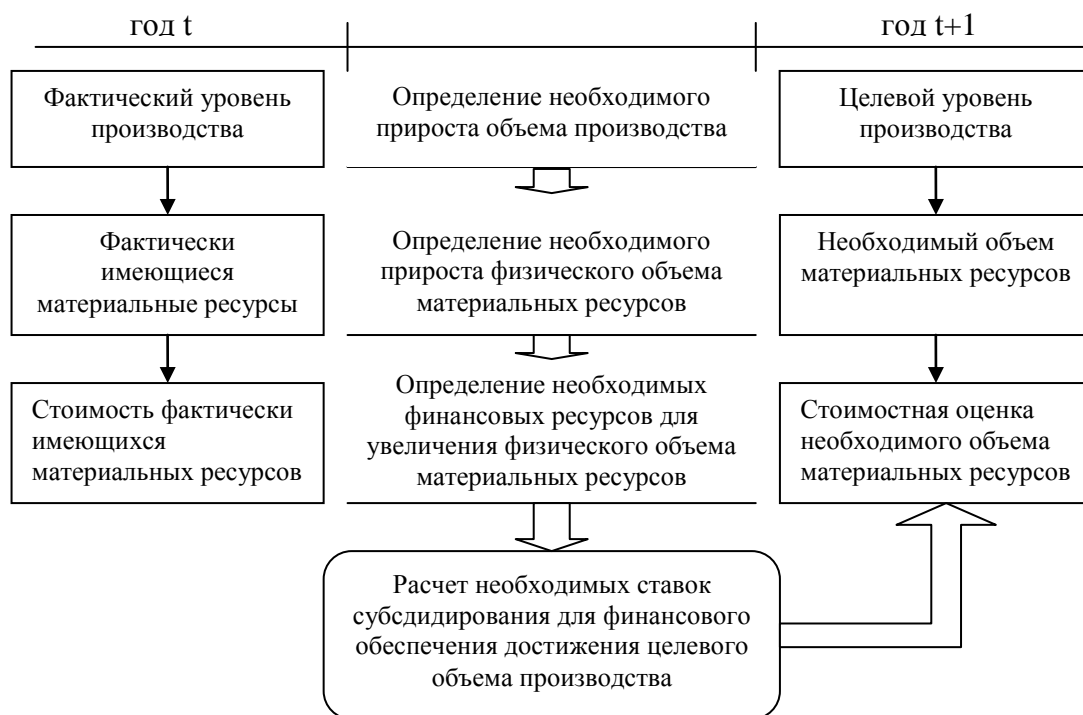 год t
год t+1
Фактический уровень
производства
Определение необходимого
прироста объема производства
Целевой уровень
производства
Фактически
имеющиеся
материальные ресурсы
Определение необходимого
прироста физического объема
материальных ресурсов
Необходимый объем
материальных ресурсов
Стоимость фактически
имеющихся
материальных ресурсов
Определение необходимых
финансовых ресурсов для
увеличения физического объема
материальных ресурсов
Стоимостная оценка
необходимого объема
материальных ресурсов
Расчет необходимых ставок
субсдидирования для финансового
обеспечения достижения целевого
объема производства